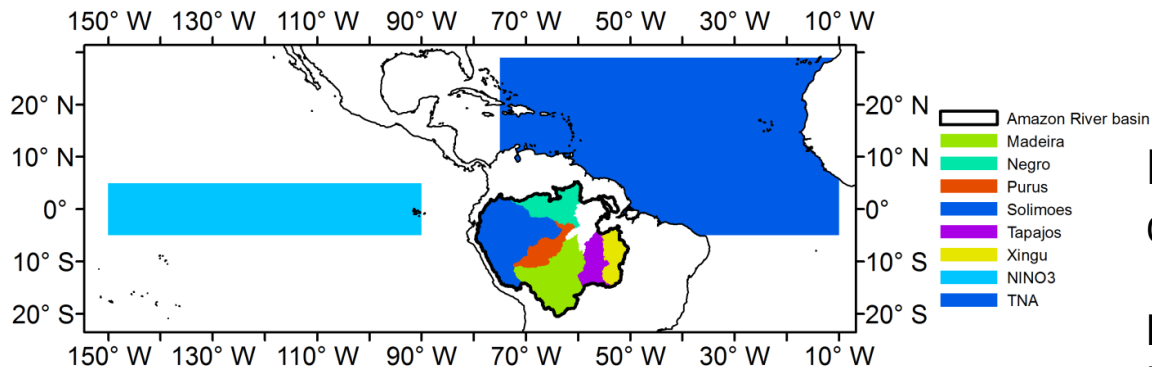 150° W 130° W 110° W 90° W 70° W 50° W 30° W 10° W
20° N 20° N
10° N 10° N
0° 0°
10° S 10° S
20° S 20° S
150° W 130° W 110° W 90° W 70° W 50° W 30° W 10° W
Amazon River basin
Madeira
Negro
Purus
Solimoes
Tapajos
Xingu
NINO3
TNA